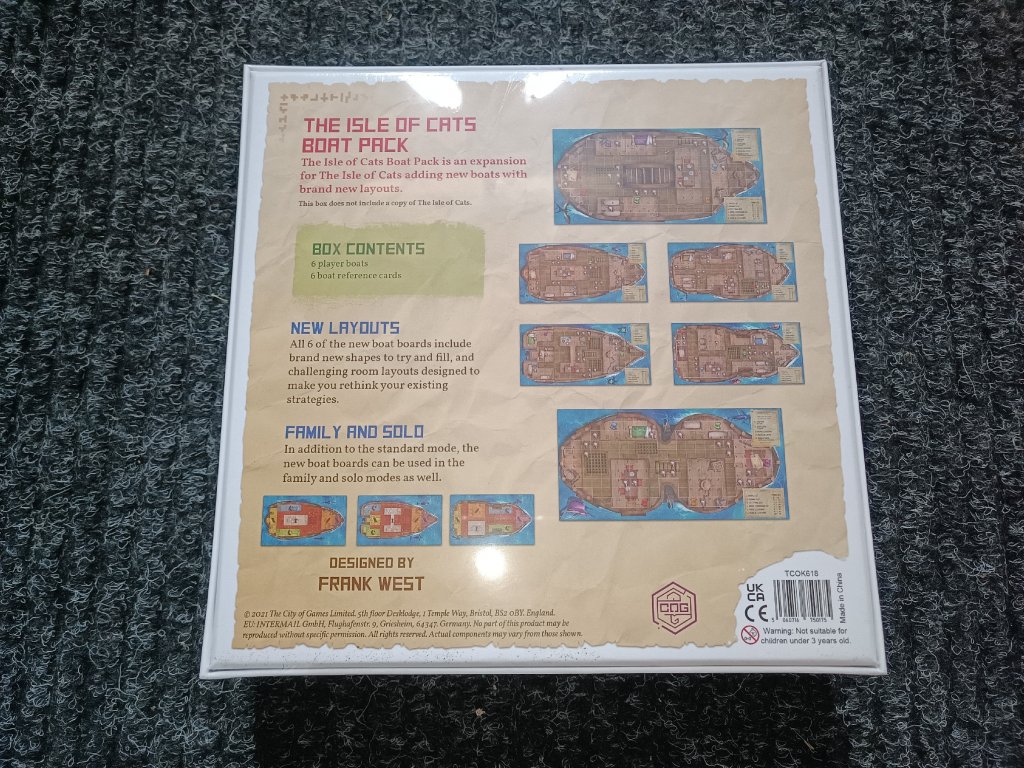 THE ISLE OF CATS
BOAT PACK
The Isle of Cats Boat Pack is an expansion
for The Isle of Cats adding new boats with
brand new layouts.
This box does not include a copy of The Isle of Cats.
BOX CONTENTS
6 player boats
6 boat reference cards
NEW LAYOUTS
All 6 of the new boat boards include
brand new shapes to try and fill, and
challenging room layouts designed to
make you rethink your existing
strategies.
FAMILY AND SOLO
In addition to the standard mode, the
new boat boards can be used in the
family and solo modes as well.
DESIGNED BY
FRANK WEST
© 2021 The City of Games Limited. 5th floor Desklodge, 1 Temple Way, Bristol, BS2 0BY. England.
EU: INTERMAIL GmbH, Flughafenstr. 9, Griesheim, 64347. Germany. No part of this product may be
reproduced without specific permission. All rights reserved. Actual components may vary from those shown.
COG
TCOK618
UK
CA
CE
5 060716 750175
Made in China
Warning: Not suitable for
children under 3 years old.